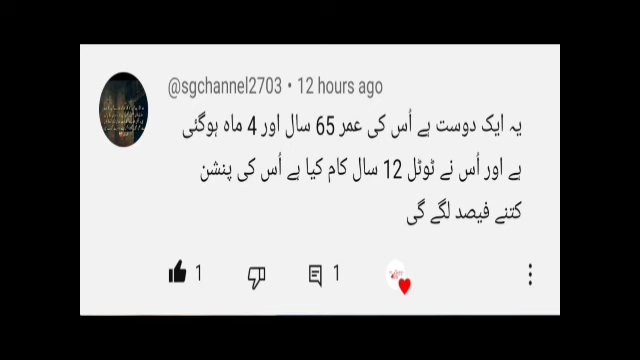 @sgchannel2703 • 12 hours ago
یہ ایک دوست ہے اُس کی عمر 65 سال اور 4 ماہ ہوگئی
ہے اور اُس نے ٹوٹل 12 سال کام کیا ہے اُس کی پنشن
کتنے فیصد لگے گی
1 1